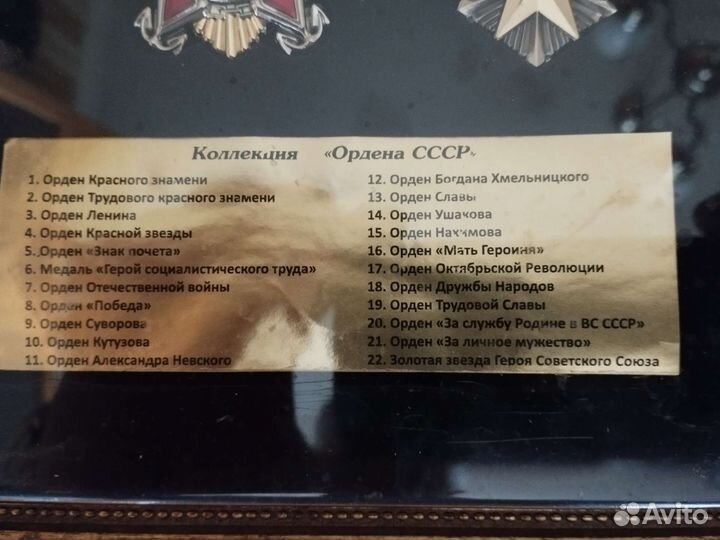 Коллекция «Ордена СССР»
1. Орден Красного знамени
2. Орден Трудового красного знамени
3. Орден Ленина
4. Орден Красной звезды
5. Орден «Знак почета»
6. Медаль «Герой социалистического труда»
7. Орден Отечественной войны
8. Орден «Победа»
9. Орден Суворова
10. Орден Кутузова
11. Орден Александра Невского
12. Орден Богдана Хмельницкого
13. Орден Славы
14. Орден Ушакова
15. Орден Нахимова
16. Орден «Мать Героиня»
17. Орден Октябрьской Революции
18. Орден Дружбы Народов
19. Орден Трудовой Славы
20. Орден «За службу Родине в ВС СССР»
21. Орден «За личное мужество»
22. Золотая звезда Героя Советского Союза
Avito